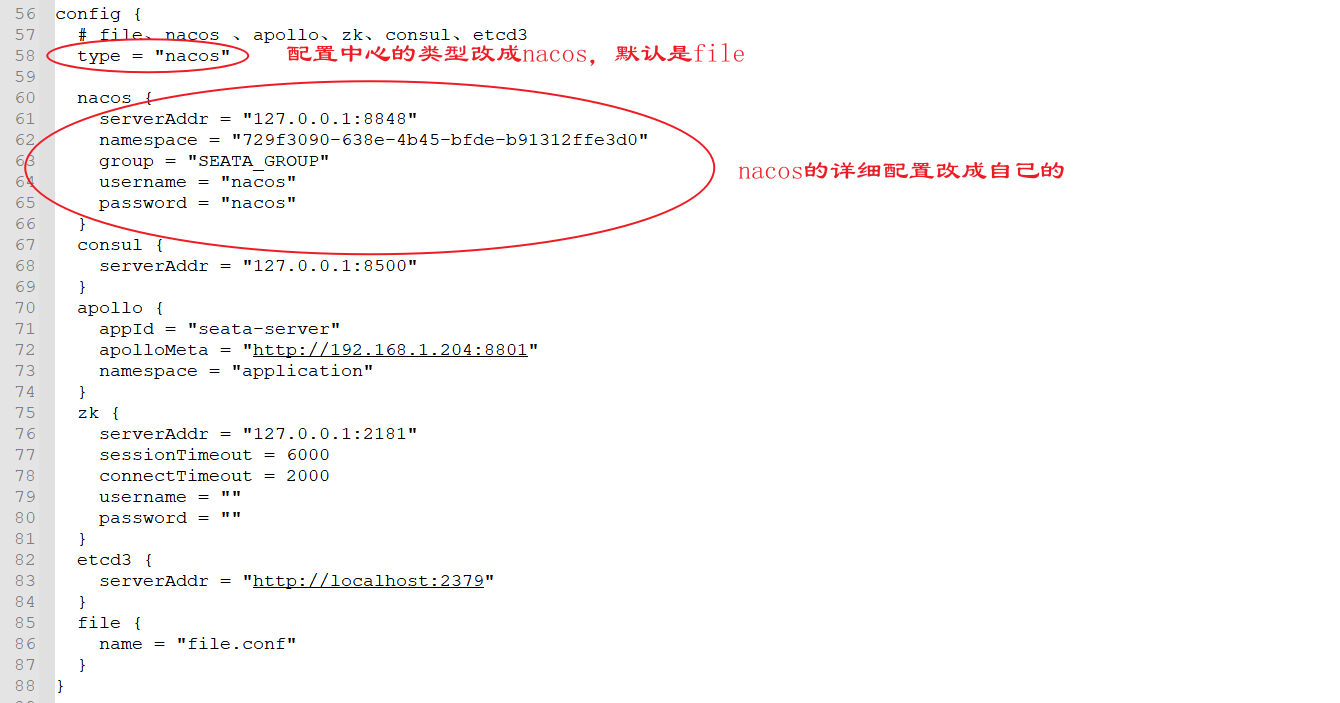 56 config {
57 # file、nacos 、apollo、zk、consul、etcd3
58 type = "nacos" 配置中心的类型改成nacos，默认是file
59
60 nacos {
61 serverAddr = "127.0.0.1:8848"
62 namespace = "729f3090-638e-4b45-bfde-b91312ffe3d0"
63 group = "SEATA_GROUP"
nacos的详细配置改成自己的
64 username = "nacos"
65 password = "nacos"
66 }
67 consul {
68 serverAddr = "127.0.0.1:8500"
69 }
70 apollo {
71 appId = "seata-server"
72 apolloMeta = "http://192.168.1.204:8801"
73 namespace = "application"
74 }
75 zk {
76 serverAddr = "127.0.0.1:2181"
77 sessionTimeout = 6000
78 connectTimeout = 2000
79 username = ""
80 password = ""
81 }
82 etcd3 {
83 serverAddr = "http://localhost:2379"
84 }
85 file {
86 name = "file.conf"
87 }
88 }